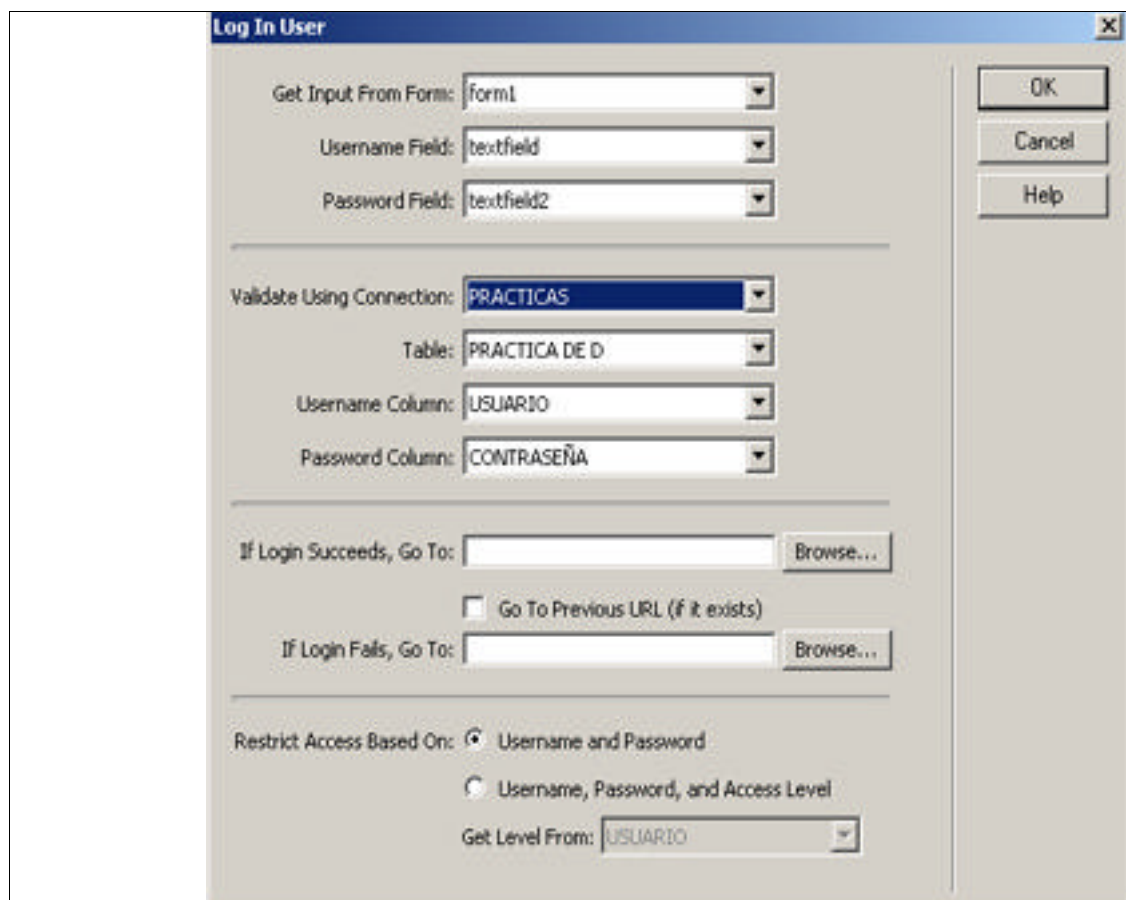 Log In User
Get Input From Form: form1
OK
Username Field: textfield
Cancel
Password Field: textfield2
Help
Validate Using Connection: PRACTICAS
Table: PRACTICA DE D
Username Column: USUARIO
Password Column: CONTRASEÑA
If Login Succeeds, Go To: Browse...
Go To Previous URL (if it exists)
If Login Fails, Go To: Browse...
Restrict Access Based On: Username and Password
Username, Password, and Access Level
Get Level From: USUARIO